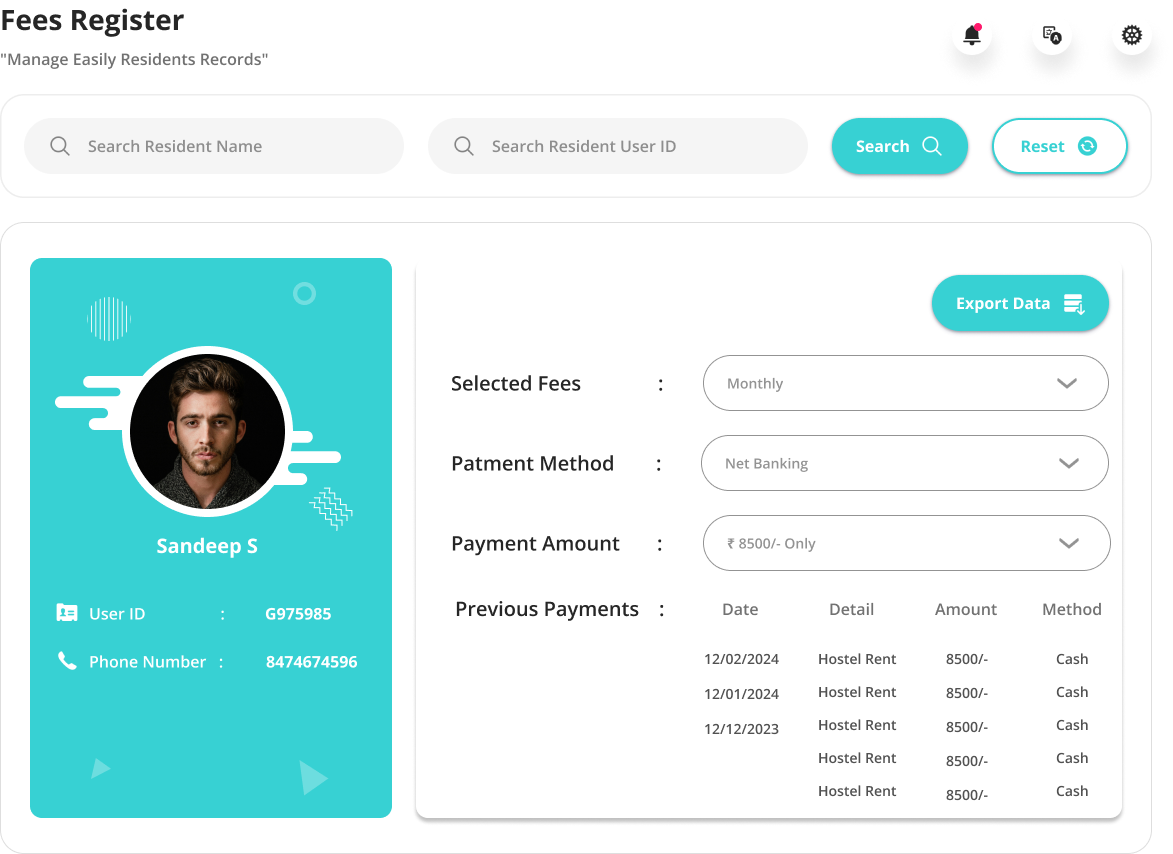 Fees Register
"Manage Easily Residents Records"
A
Search Resident Name
Search Resident User ID
Search
Reset
Sandeep S
User ID : G975985
Phone Number : 8474674596
Export Data
Selected Fees : Monthly
Patment Method : Net Banking
Payment Amount : ₹ 8500/- Only
Previous Payments : Date Detail Amount Method
12/02/2024 Hostel Rent 8500/- Cash
12/01/2024 Hostel Rent 8500/- Cash
12/12/2023 Hostel Rent 8500/- Cash
Hostel Rent 8500/- Cash
Hostel Rent 8500/- Cash